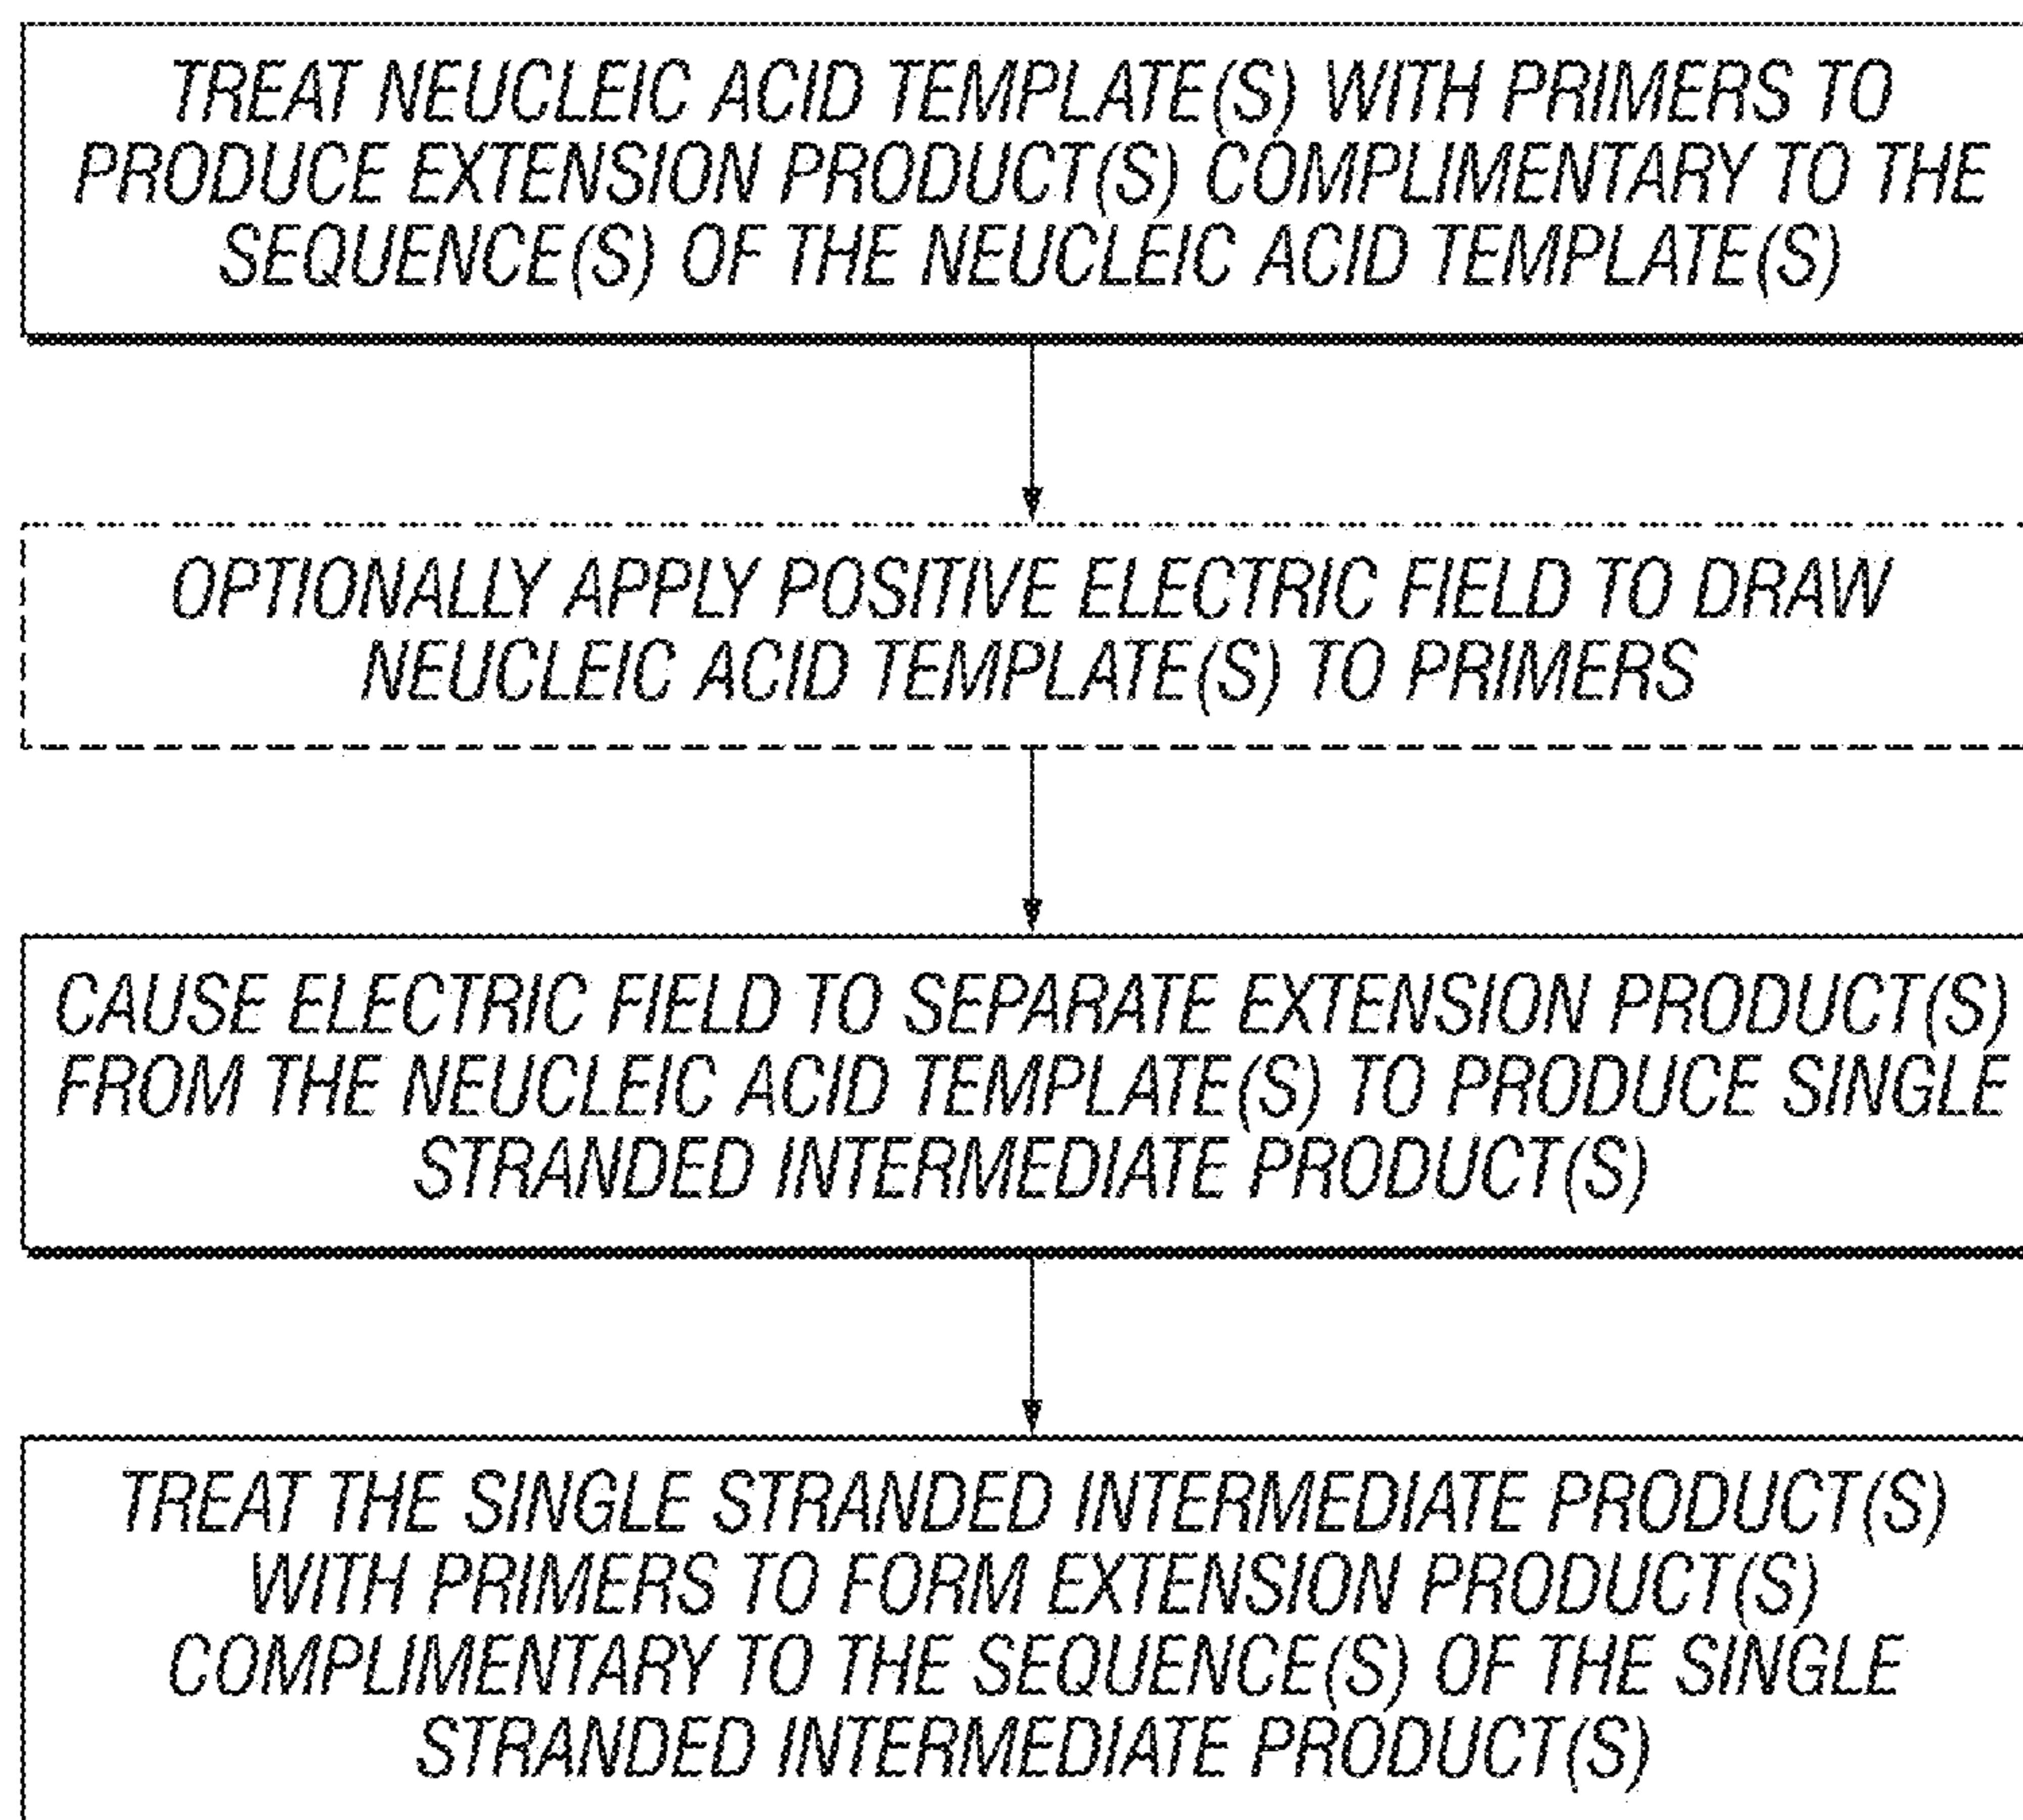 TREAT NEUCLEIC ACID TEMPLATE(S) WITH PRIMERS TO
PRODUCE EXTENSION PRODUCT(S) COMPLIMENTARY TO THE
SEQUENCE(S) OF THE NEUCLEIC ACID TEMPLATE(S)
OPTIONALLY APPLY POSITIVE ELECTRIC FIELD TO DRAW
NEUCLEIC ACID TEMPLATE(S) TO PRIMERS
CAUSE ELECTRIC FIELD TO SEPARATE EXTENSION PRODUCT(S)
FROM THE NEUCLEIC ACID TEMPLATE(S) TO PRODUCE SINGLE
STRANDED INTERMEDIATE PRODUCT(S)
TREAT THE SINGLE STRANDED INTERMEDIATE PRODUCT(S)
WITH PRIMERS TO FORM EXTENSION PRODUCT(S)
COMPLIMENTARY TO THE SEQUENCE(S) OF THE SINGLE
STRANDED INTERMEDIATE PRODUCT(S)